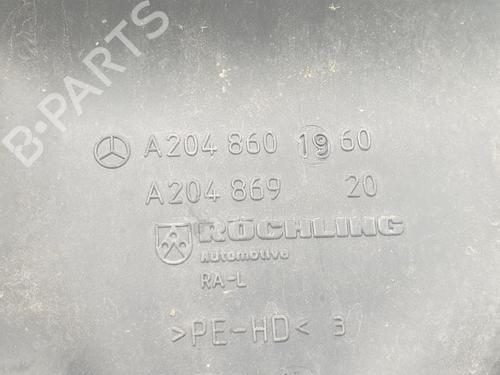 B-PARTS
A 204 860 19 60
A 204 869 20
RÖCHLING
Automotive
RA-L
>PE-HD< 3